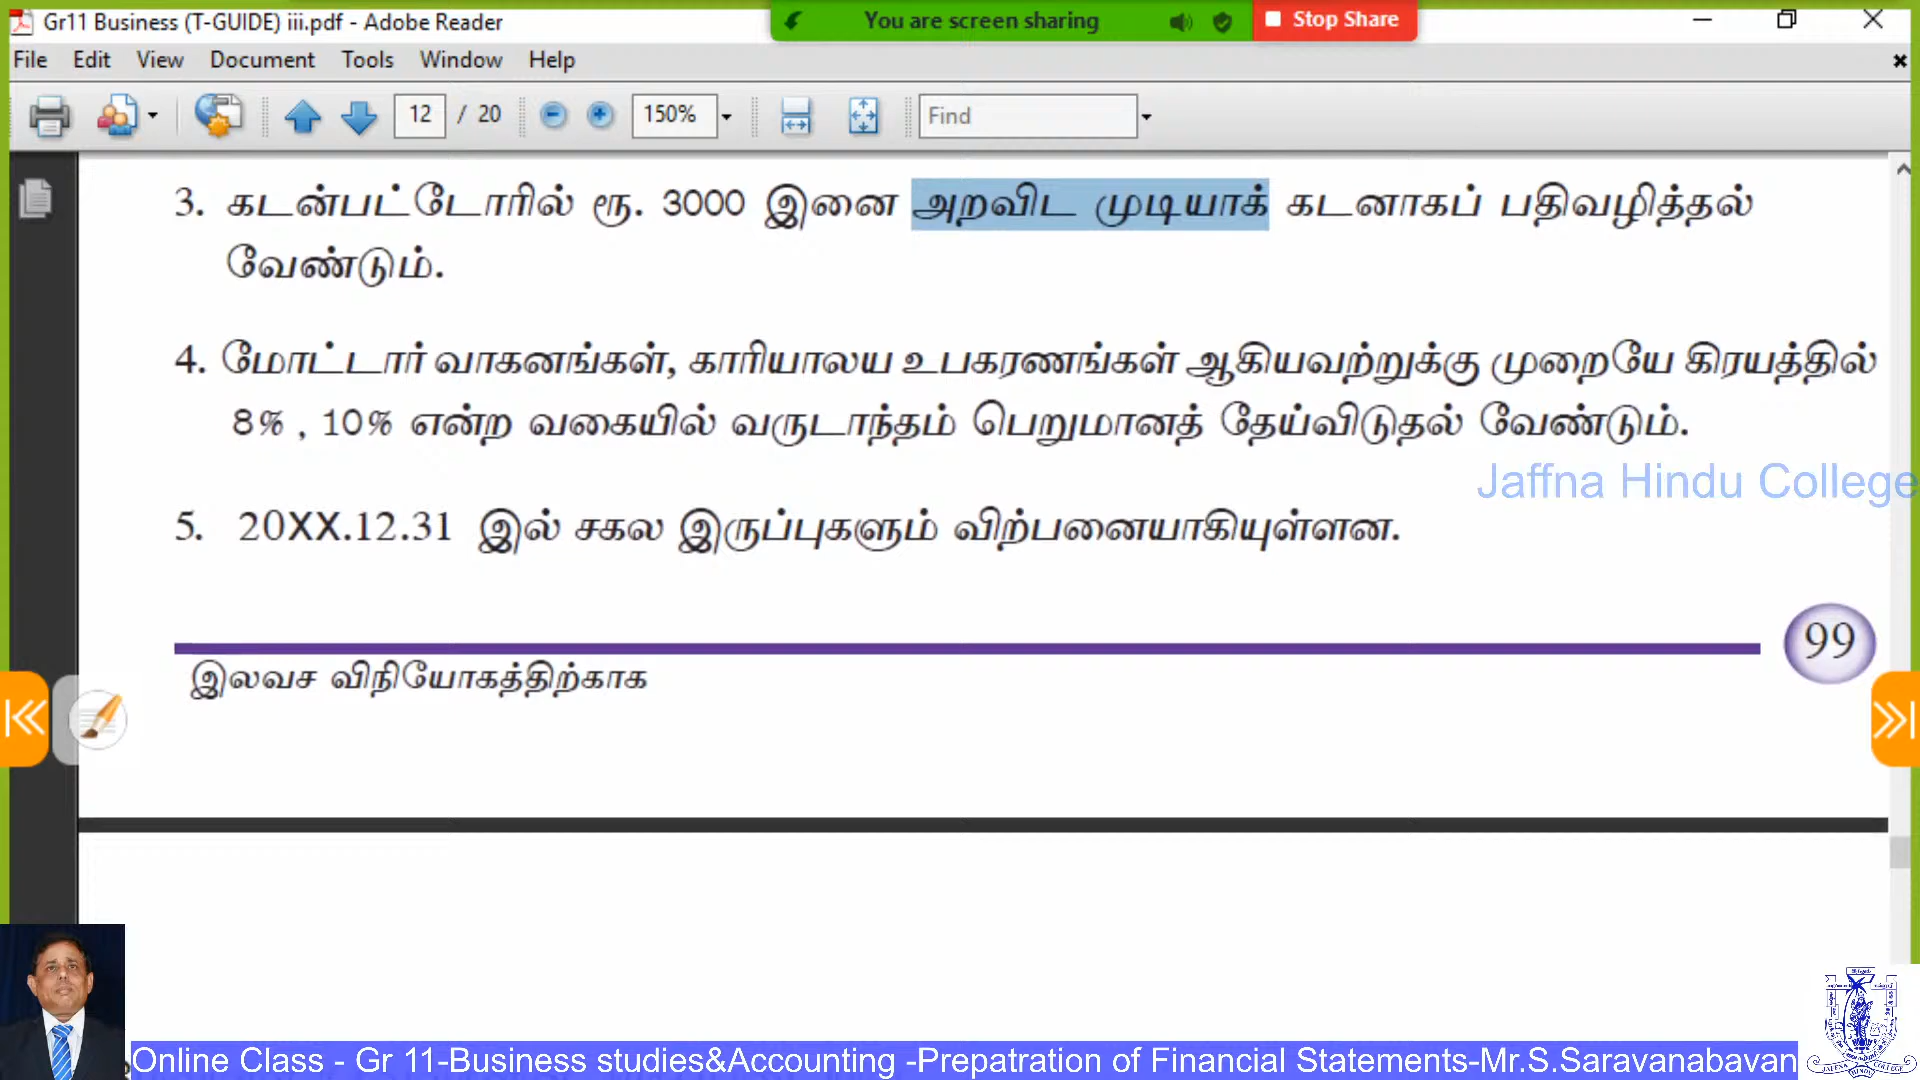 Gr11 Business (T-GUIDE) iii.pdf - Adobe Reader
You are screen sharing
Stop Share
File Edit View Document Tools Window Help
12 / 20 150% Find
3. கடன்பட்டோரில் ரூ. 3000 இனை அறவிட முடியாக் கடனாகப் பதிவழித்தல்
வேண்டும்.
4. மோட்டார் வாகனங்கள், காரியாலய உபகரணங்கள் ஆகியவற்றுக்கு முறையே கிரயத்தில்
8% , 10% என்ற வகையில் வருடாந்தம் பெறுமானத் தேய்விடுதல் வேண்டும்.
Jaffna Hindu College
5. 20XX.12.31 இல் சகல இருப்புகளும் விற்பனையாகியுள்ளன.
99
இலவச விநியோகத்திற்காக
Online Class - Gr 11-Business studies&Accounting -Prepatration of Financial Statements-Mr.S.Saravanabavan